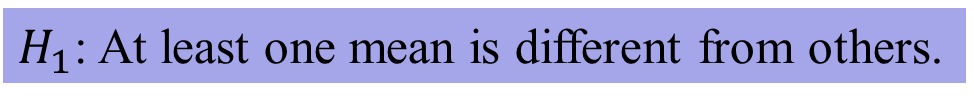 H₁: At least one mean is different from others.